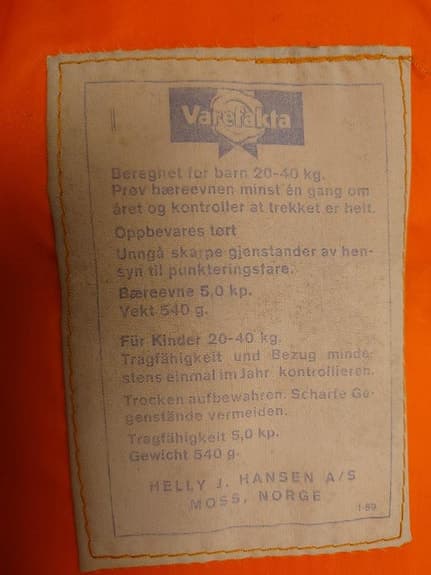 Varefakta
Beregnet for barn 20-40 kg.
Prøv bæreevnen minst én gang om
året og kontroller at trekket er helt.
Oppbevares tørt
Unngå skarpe gjenstander av hen-
syn til punkteringsfare.
Bæreevne 5,0 kp.
Vekt 540 g.
Für Kinder 20-40 kg.
Tragfähigkeit und Bezug minde-
stens einmal im Jahr kontrollieren.
Trocken aufbewahren. Scharfe Ge-
genstände vermeiden.
Tragfähigkeit 5,0 kp.
Gewicht 540 g.
HELLY J. HANSEN A/S
MOSS, NORGE
1-69